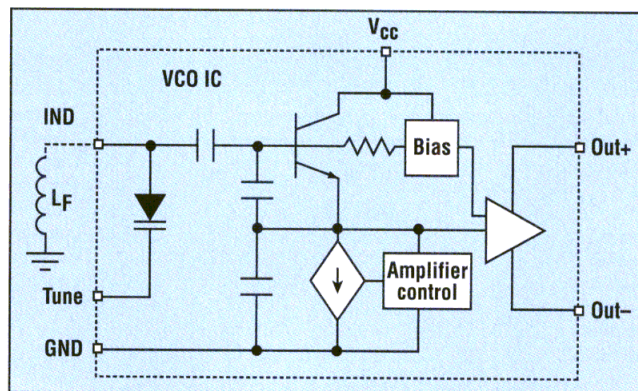 VCC
VCO IC
IND
Bias
Out+
LF
Amplifier
control
Tune
Out–
GND